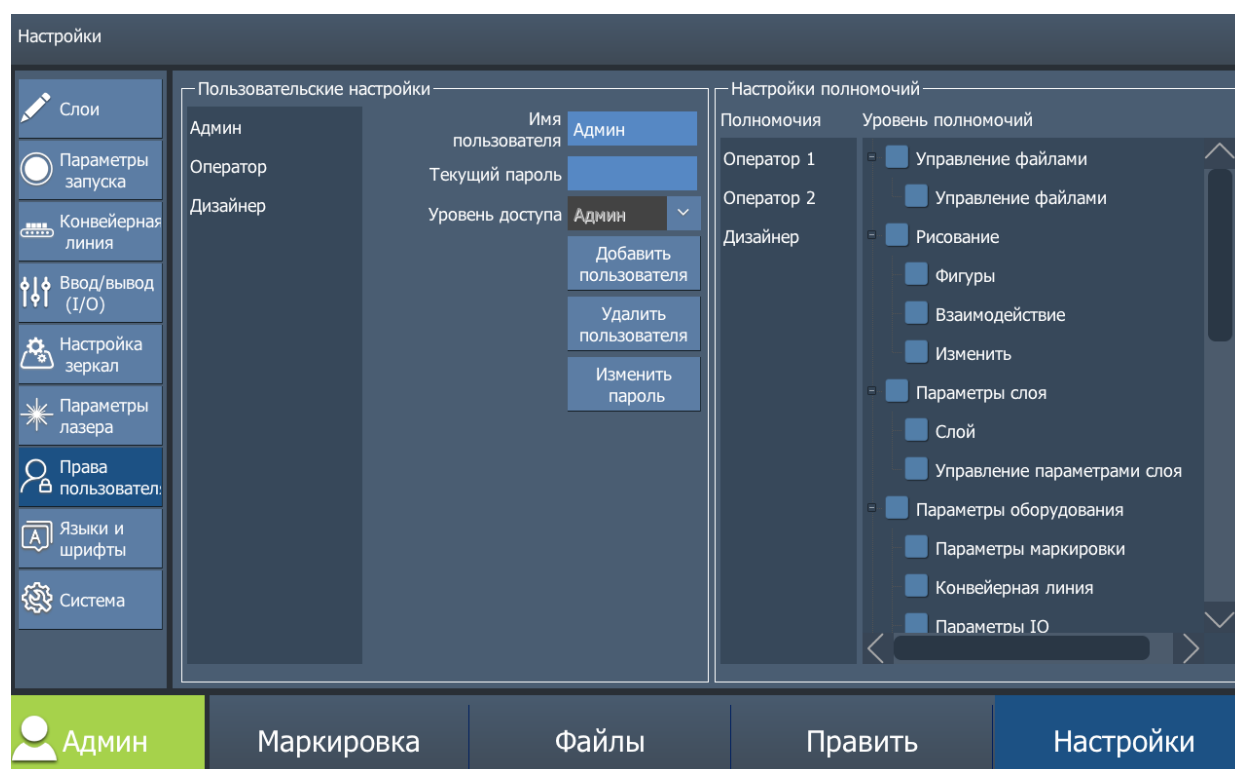 Настройки
Слои
Параметры
запуска
Конвейерная
линия
Ввод/вывод
(I/O)
Настройка
зеркал
Параметры
лазера
Права
пользовател
Языки и
шрифты
Система
Пользовательские настройки
Админ
Оператор
Дизайнер
Имя
пользователя
Админ
Текущий пароль
Уровень доступа
Админ
Добавить
пользователя
Удалить
пользователя
Изменить
пароль
Настройки полномочий
Полномочия
Уровень полномочий
Оператор 1
Оператор 2
Дизайнер
Управление файлами
Управление файлами
Рисование
Фигуры
Взаимодействие
Изменить
Параметры слоя
Слой
Управление параметрами слоя
Параметры оборудования
Параметры маркировки
Конвейерная линия
Параметры IO
Админ
Маркировка
Файлы
Править
Настройки